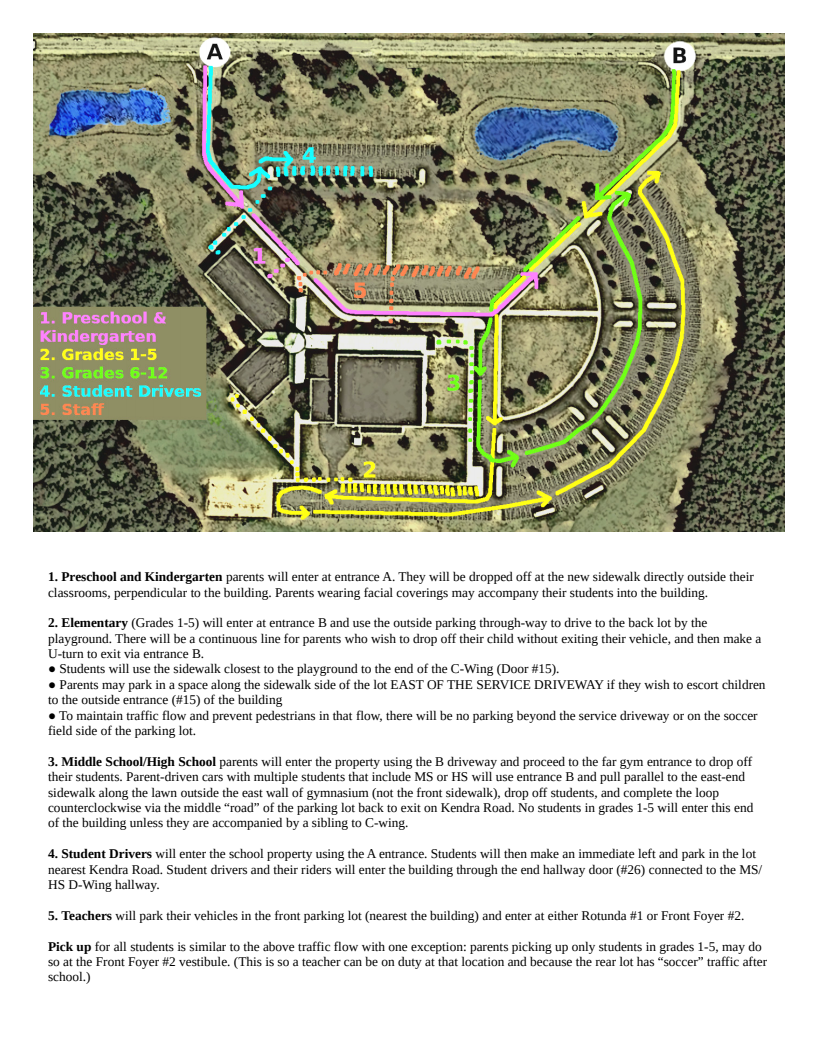 A
B
4
1
5
1. Preschool &
Kindergarten
2. Grades 1-5
3. Grades 6-12
4. Student Drivers
5. Staff
3
2
1. Preschool and Kindergarten parents will enter at entrance A. They will be dropped off at the new sidewalk directly outside their
classrooms, perpendicular to the building. Parents wearing facial coverings may accompany their students into the building.
2. Elementary (Grades 1-5) will enter at entrance B and use the outside parking through-way to drive to the back lot by the
playground. There will be a continuous line for parents who wish to drop off their child without exiting their vehicle, and then make a
U-turn to exit via entrance B.
● Students will use the sidewalk closest to the playground to the end of the C-Wing (Door #15).
● Parents may park in a space along the sidewalk side of the lot EAST OF THE SERVICE DRIVEWAY if they wish to escort children
to the outside entrance (#15) of the building
● To maintain traffic flow and prevent pedestrians in that flow, there will be no parking beyond the service driveway or on the soccer
field side of the parking lot.
3. Middle School/High School parents will enter the property using the B driveway and proceed to the far gym entrance to drop off
their students. Parent-driven cars with multiple students that include MS or HS will use entrance B and pull parallel to the east-end
sidewalk along the lawn outside the east wall of gymnasium (not the front sidewalk), drop off students, and complete the loop
counterclockwise via the middle “road” of the parking lot back to exit on Kendra Road. No students in grades 1-5 will enter this end
of the building unless they are accompanied by a sibling to C-wing.
4. Student Drivers will enter the school property using the A entrance. Students will then make an immediate left and park in the lot
nearest Kendra Road. Student drivers and their riders will enter the building through the end hallway door (#26) connected to the MS/
HS D-Wing hallway.
5. Teachers will park their vehicles in the front parking lot (nearest the building) and enter at either Rotunda #1 or Front Foyer #2.
Pick up for all students is similar to the above traffic flow with one exception: parents picking up only students in grades 1-5, may do
so at the Front Foyer #2 vestibule. (This is so a teacher can be on duty at that location and because the rear lot has “soccer” traffic after
school.)